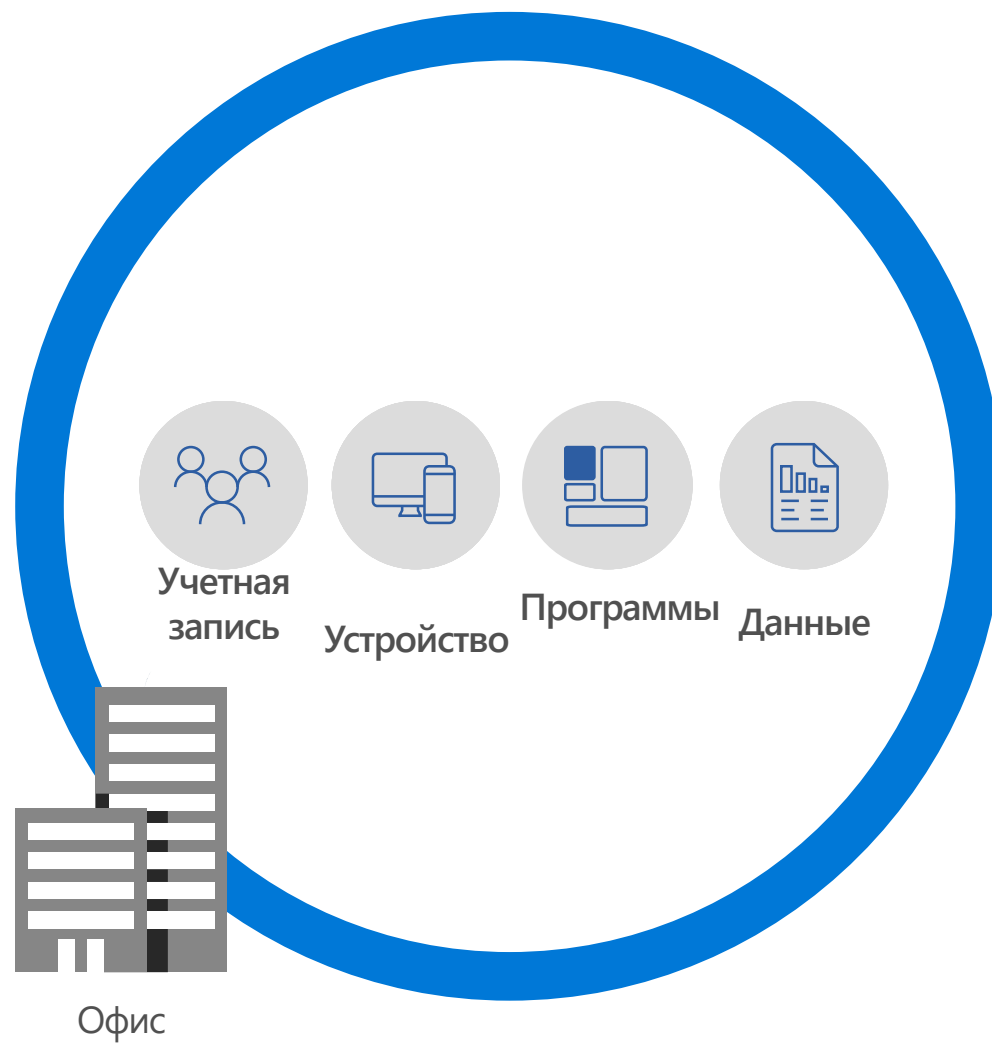 Учетная
запись
Устройство
Программы
Данные
Офис